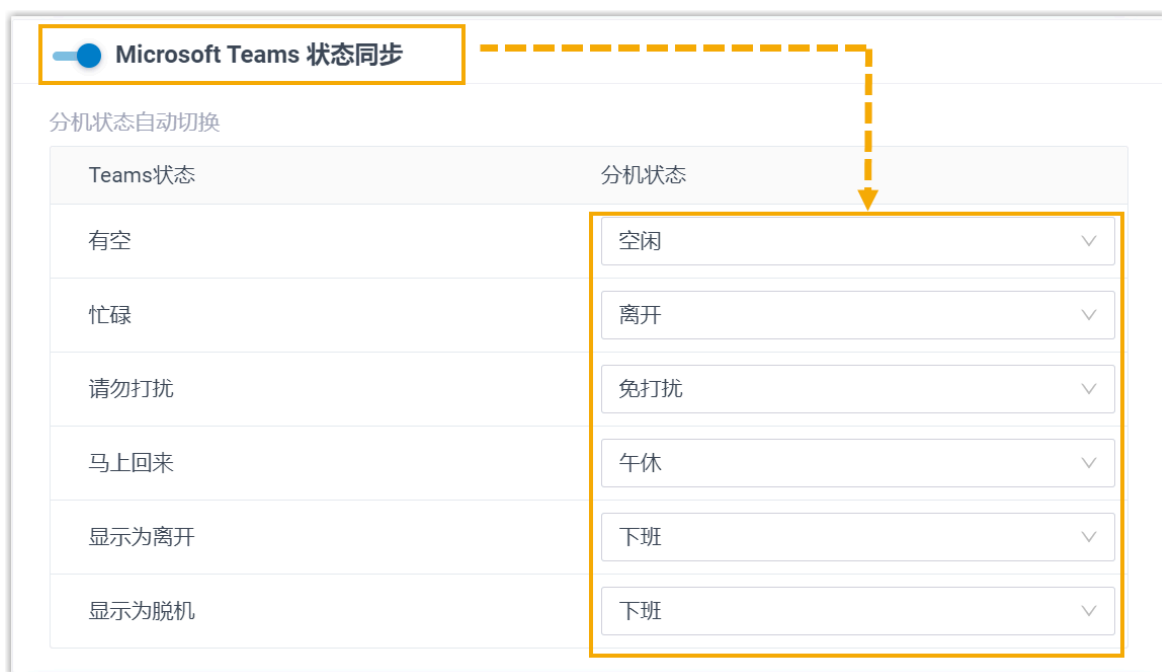 Microsoft Teams 状态同步
分机状态自动切换
Teams状态 分机状态
有空 空闲
忙碌 离开
请勿打扰 免打扰
马上回来 午休
显示为离开 下班
显示为脱机 下班